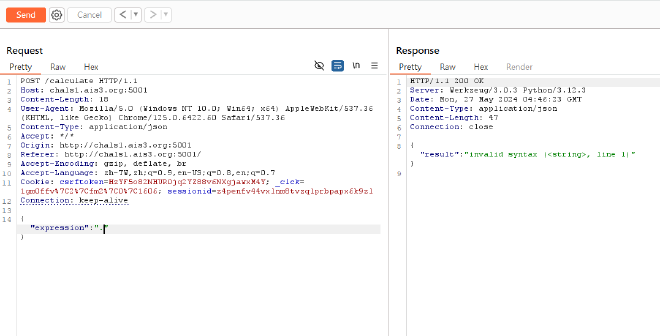 Send Cancel < >
Request
Pretty Raw Hex \n
1 POST /calculate HTTP/1.1
2 Host: chals1.ais3.org:5001
3 Content-Length: 18
4 User-Agent: Mozilla/5.0 (Windows NT 10.0; Win64; x64) AppleWebKit/537.36
(KHTML, like Gecko) Chrome/125.0.6422.60 Safari/537.36
5 Content-Type: application/json
6 Accept: */*
7 Origin: http://chals1.ais3.org:5001
8 Referer: http://chals1.ais3.org:5001/
9 Accept-Encoding: gzip, deflate, br
10 Accept-Language: zh-TW,zh;q=0.9,en-US;q=0.8,en;q=0.7
11 Cookie: csrftoken= _clck=
sessionid=
12 Connection: keep-alive
13
14 {
"expression":"."
}
Response
Pretty Raw Hex Render
1 HTTP/1.1 200 OK
2 Server: Werkzeug/3.0.3 Python/3.12.3
3 Date: Mon, 27 May 2024 04:46:23 GMT
4 Content-Type: application/json
5 Content-Length: 47
6 Connection: close
7
8 {
"result":"invalid syntax (<string>, line 1)"
}
9